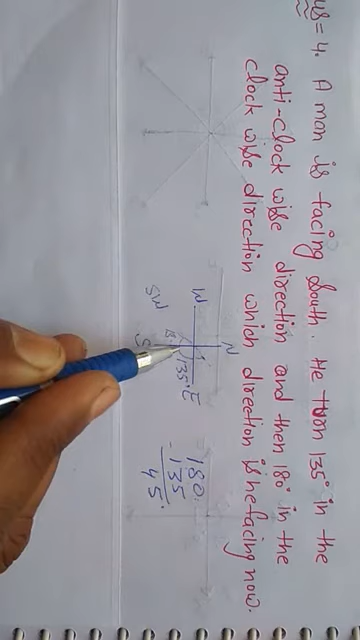 Qus=4. A man is facing South. He turn 135° in the
anti-clock wise direction and then 180° in the
clock wise direction which direction is he facing now.
N
W
E
135°
SW
S
180
-135
45